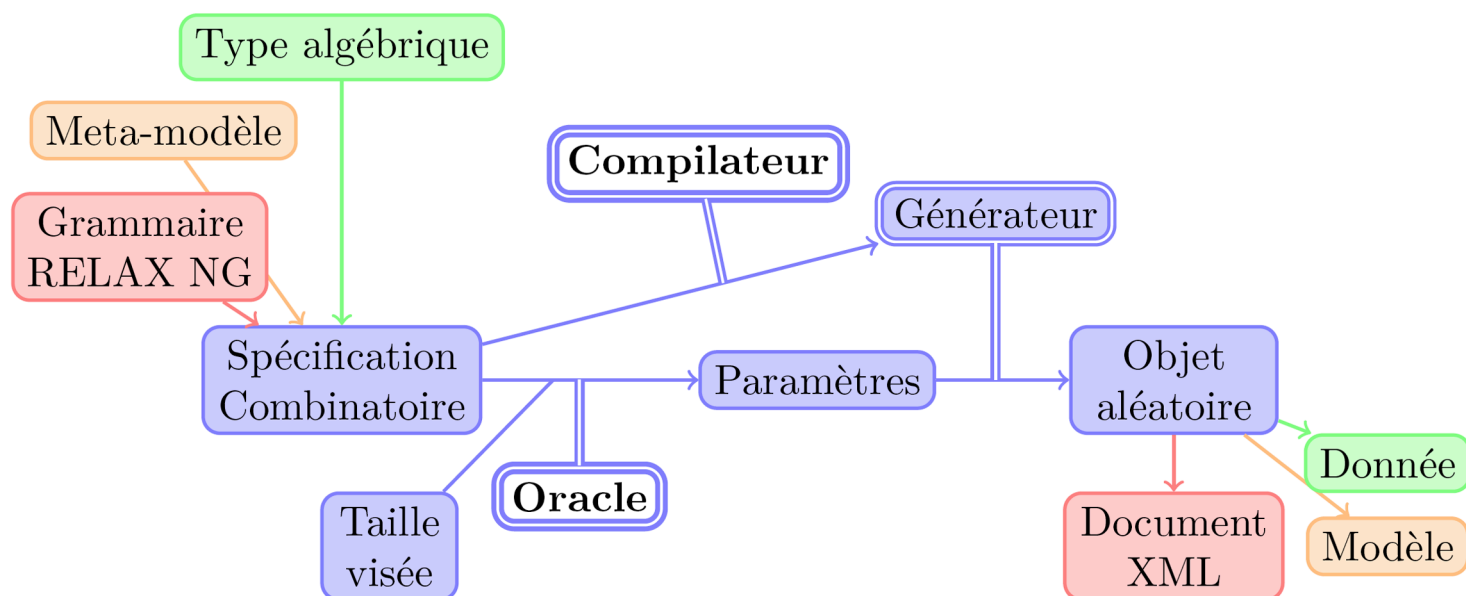 Type algébrique
Meta-modèle
Compilateur
Générateur
Grammaire
RELAX NG
Spécification
Combinatoire
Paramètres
Objet
aléatoire
Donnée
Oracle
Taille
visée
Document
XML
Modèle